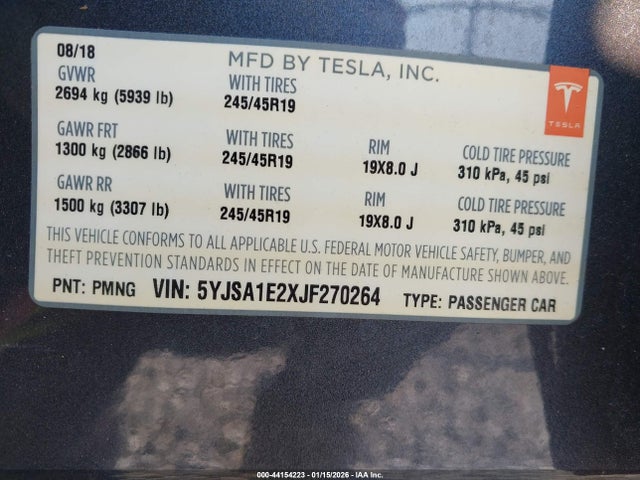 08/18
MFD BY TESLA, INC.
GVWR
2694 kg (5939 lb)
WITH TIRES
245/45R19
TESLA
GAWR FRT
1300 kg (2866 lb)
WITH TIRES
245/45R19
RIM
19X8.0 J
COLD TIRE PRESSURE
310 kPa, 45 psi
GAWR RR
1500 kg (3307 lb)
WITH TIRES
245/45R19
RIM
19X8.0 J
COLD TIRE PRESSURE
310 kPa, 45 psi
THIS VEHICLE CONFORMS TO ALL APPLICABLE U.S. FEDERAL MOTOR VEHICLE SAFETY, BUMPER, AND
THEFT PREVENTION STANDARDS IN EFFECT ON THE DATE OF MANUFACTURE SHOWN ABOVE.
PNT: PMNG VIN: 5YJSA1E2XJF270264 TYPE: PASSENGER CAR
000-44154223 - 01/15/2026 - IAA Inc.